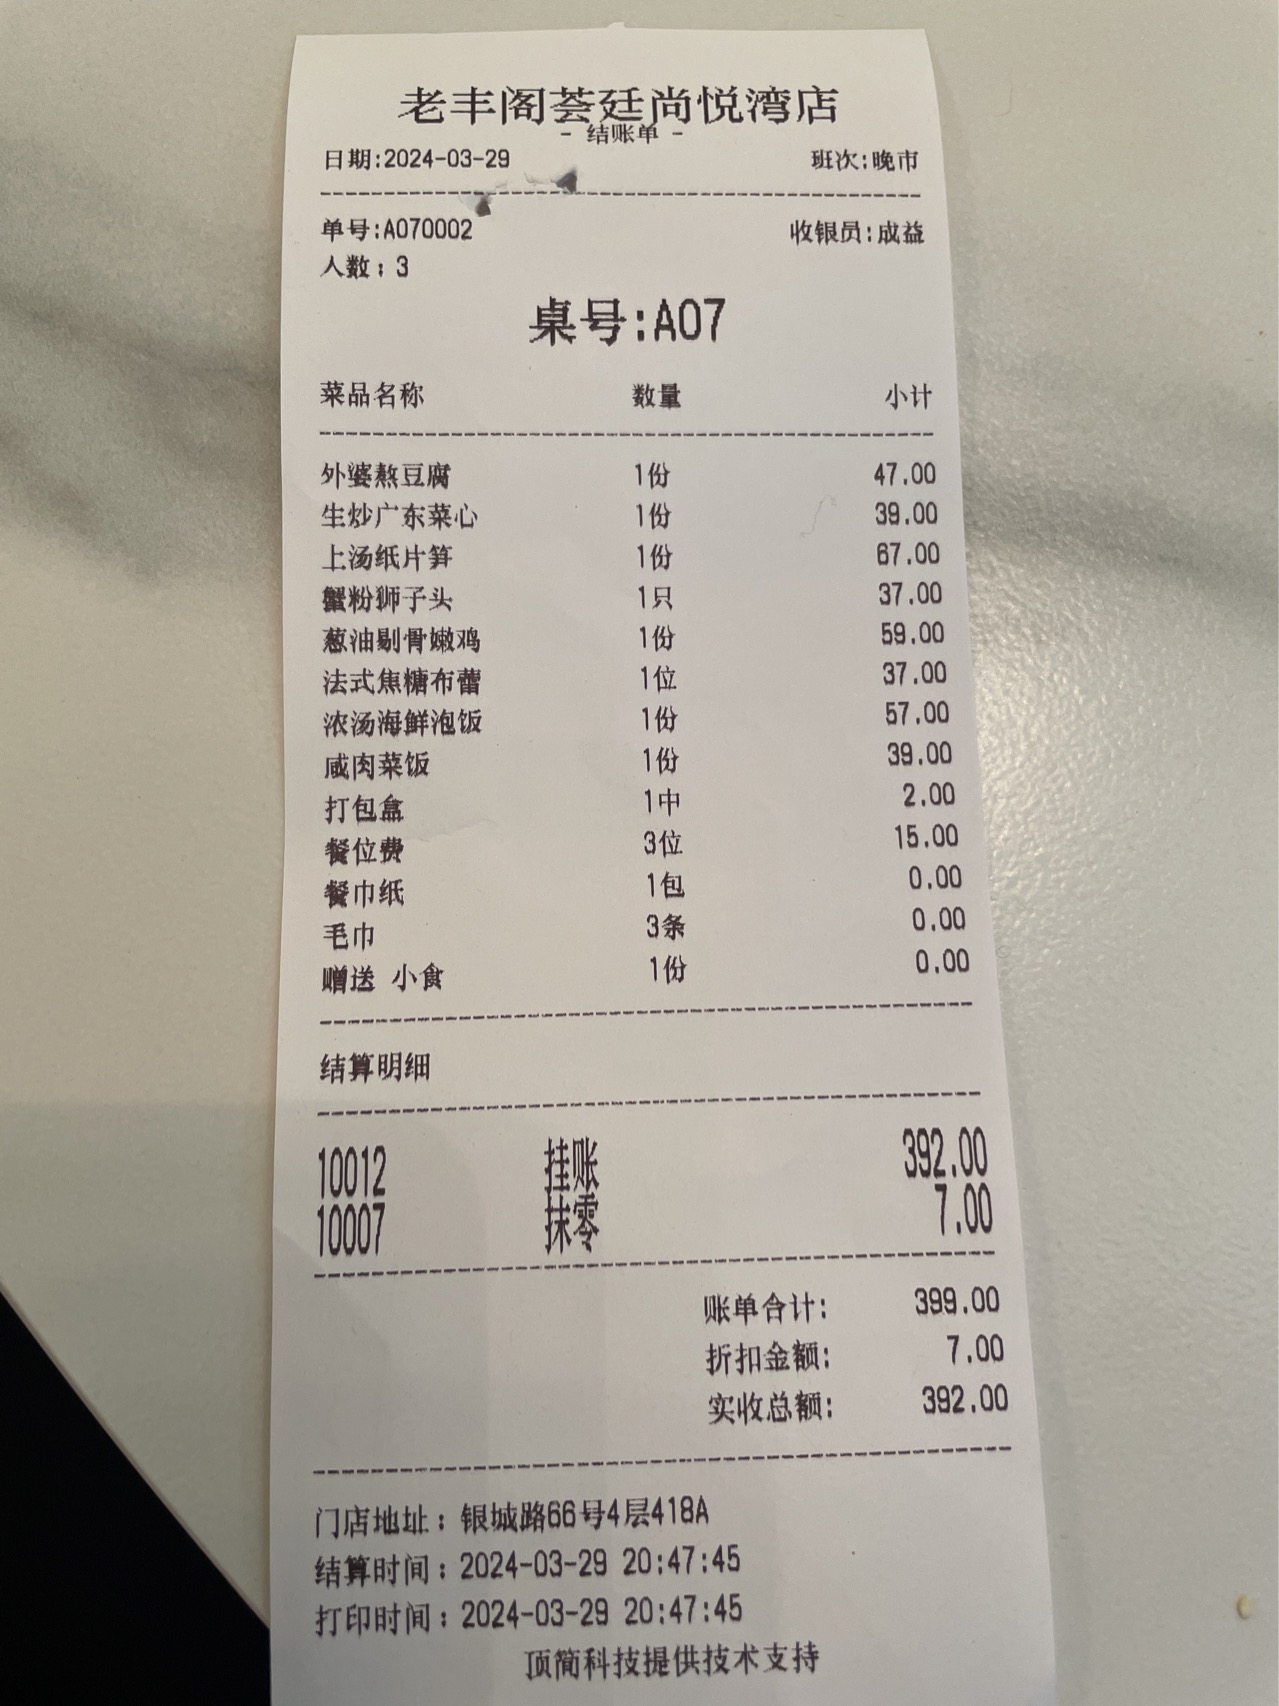 老丰阁荟廷尚悦湾店
- 结账单 -
日期:2024-03-29 班次:晚市
单号:A070002 收银员:成益
人数：3
桌号:A07
菜品名称 数量 小计
外婆熬豆腐 1份 47.00
生炒广东菜心 1份 39.00
上汤纸片笋 1份 67.00
蟹粉狮子头 1只 37.00
葱油剔骨嫩鸡 1份 59.00
法式焦糖布蕾 1位 37.00
浓汤海鲜泡饭 1份 57.00
咸肉菜饭 1份 39.00
打包盒 1中 2.00
餐位费 3位 15.00
餐巾纸 1包 0.00
毛巾 3条 0.00
赠送 小食 1份 0.00
结算明细
10012 挂账 392.00
10007 抹零 7.00
账单合计: 399.00
折扣金额: 7.00
实收总额: 392.00
门店地址：银城路66号4层418A
结算时间：2024-03-29 20:47:45
打印时间：2024-03-29 20:47:45
顶简科技提供技术支持